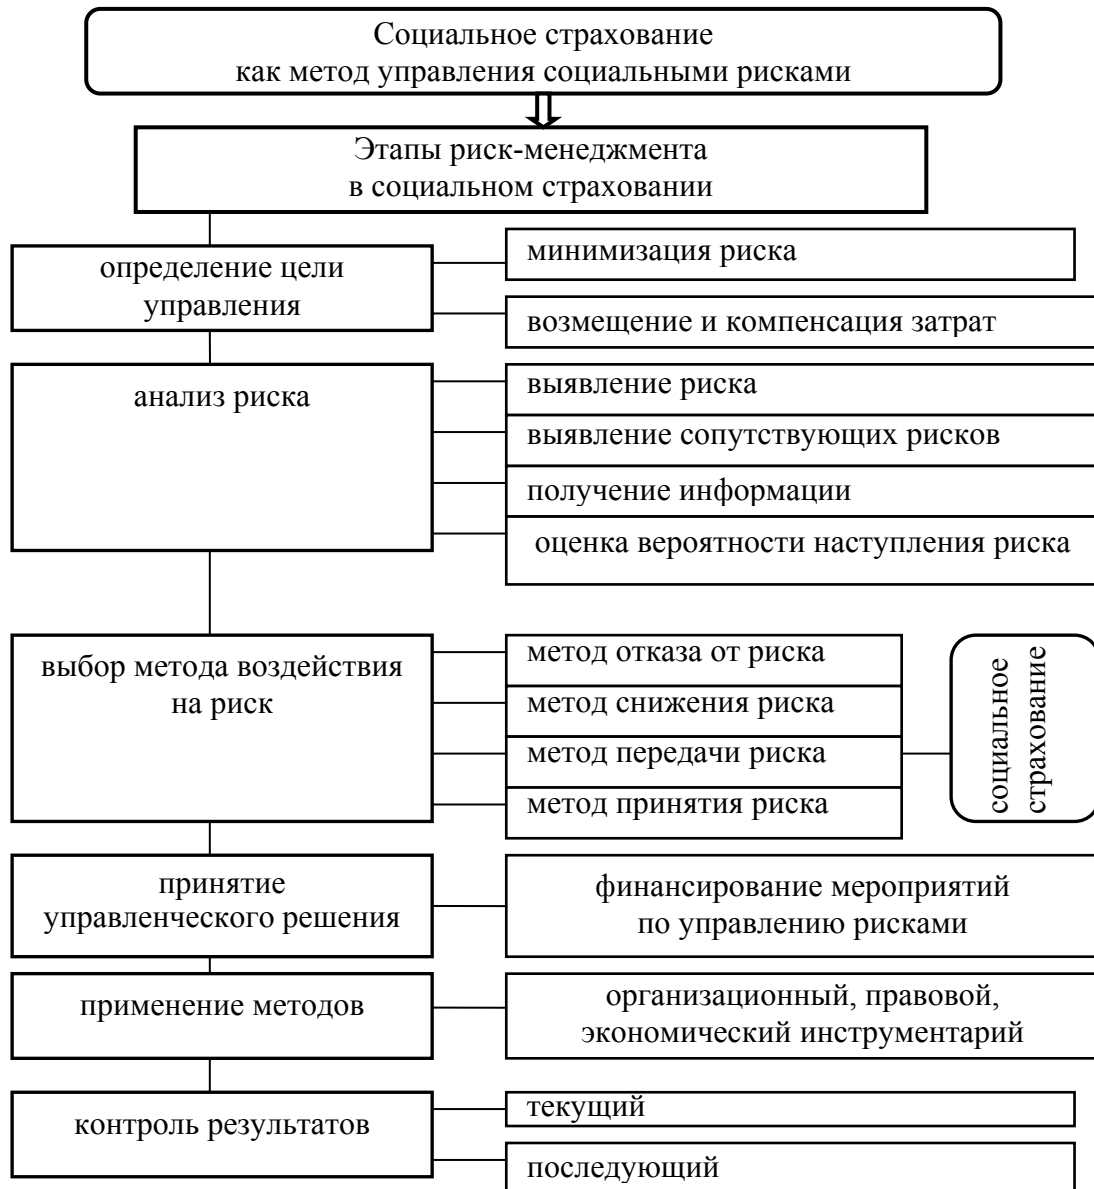 Социальное страхование
как метод управления социальными рисками
Этапы риск-менеджмента
в социальном страховании
определение цели
управления
минимизация риска
возмещение и компенсация затрат
анализ риска
выявление риска
выявление сопутствующих рисков
получение информации
оценка вероятности наступления риска
выбор метода воздействия
на риск
метод отказа от риска
метод снижения риска
метод передачи риска
метод принятия риска
социальное
страхование
принятие
управленческого решения
финансирование мероприятий
по управлению рисками
применение методов
организационный, правовой,
экономический инструментарий
контроль результатов
текущий
последующий